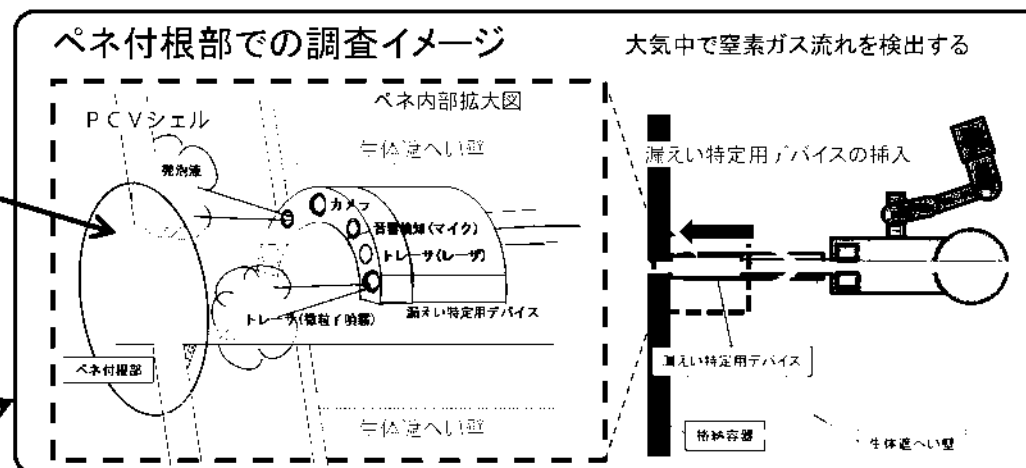 ペネ付根部での調査イメージ
大気中で窒素ガス流れを検出する
ペネ内部拡大図
PCVシェル
生体遮へい壁
発泡液
カメラ
音響検知(マイク)
トレーサ(レーザ)
トレーサ(微粒子噴霧)
漏えい特定用デバイス
ペネ付根部
生体遮へい壁
漏えい特定用デバイスの挿入
漏えい特定用デバイス
格納容器
生体遮へい壁